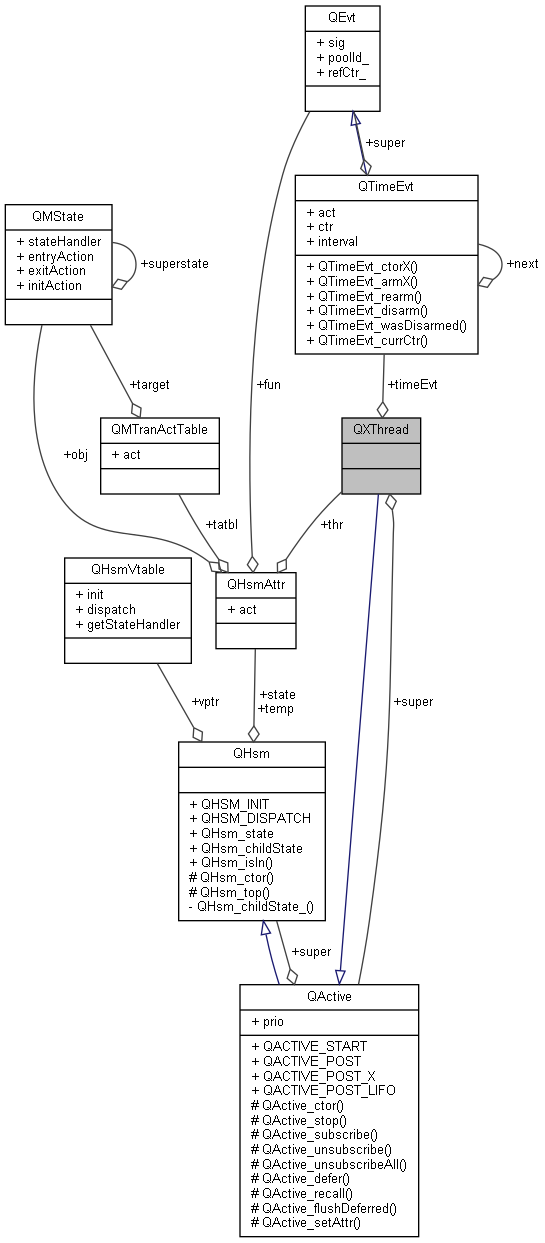 QEvt
+ sig
+ poolId_
+ refCtr_
+super
QTimeEvt
+ act
+ ctr
+ interval
+ QTimeEvt_ctorX()
+ QTimeEvt_armX()
+ QTimeEvt_rearm()
+ QTimeEvt_disarm()
+ QTimeEvt_wasDisarmed()
+ QTimeEvt_currCtr()
+next
QMState
+ stateHandler
+ entryAction
+ exitAction
+ initAction
+superstate
+target
+fun
+timeEvt
QMTranActTable
+ act
QXThread
+obj
+tatbl
+thr
QHsmVtable
+ init
+ dispatch
+ getStateHandler
QHsmAttr
+ act
+vptr
+state
+temp
+super
QHsm
+ QHSM_INIT
+ QHSM_DISPATCH
+ QHsm_state
+ QHsm_childState
+ QHsm_isIn()
# QHsm_ctor()
# QHsm_top()
- QHsm_childState_()
+super
QActive
+ prio
+ QACTIVE_START
+ QACTIVE_POST
+ QACTIVE_POST_X
+ QACTIVE_POST_LIFO
# QActive_ctor()
# QActive_stop()
# QActive_subscribe()
# QActive_unsubscribe()
# QActive_unsubscribeAll()
# QActive_defer()
# QActive_recall()
# QActive_flushDeferred()
# QActive_setAttr()